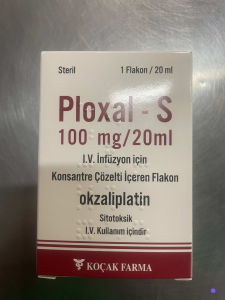 Steril 1 Flakon / 20 ml
Ploxal - S
100 mg/20ml
I.V. İnfüzyon için
Konsantre Çözelti İçeren Flakon
okzaliplatin
Sitotoksik
I.V. Kullanım içindir
KOÇAK FARMA